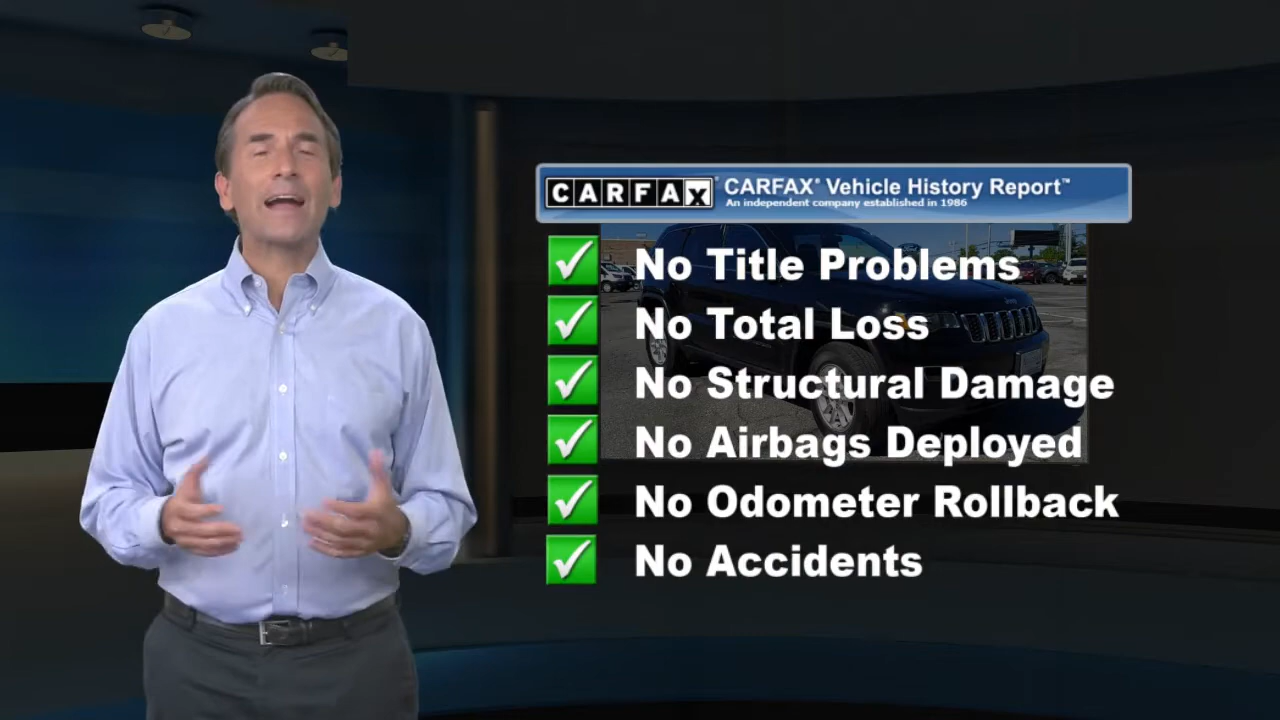 CARFAX® CARFAX® Vehicle History Report™
An independent company established in 1986
No Title Problems
No Total Loss
No Structural Damage
No Airbags Deployed
No Odometer Rollback
No Accidents